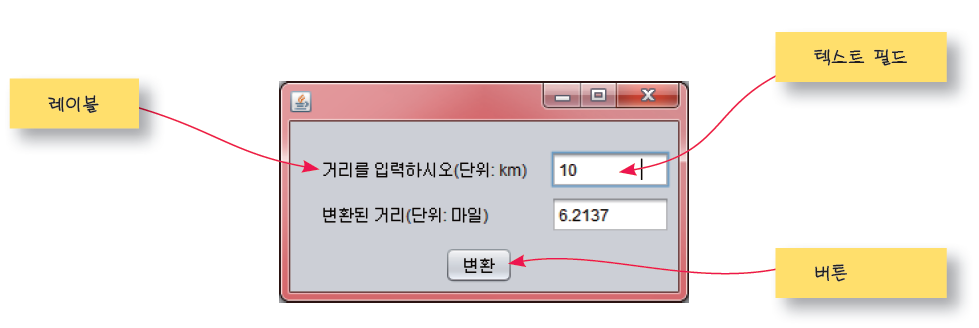 텍스트 필드
레이블
거리를 입력하시오(단위: km)
10
변환된 거리(단위: 마일)
6.2137
변환
버튼